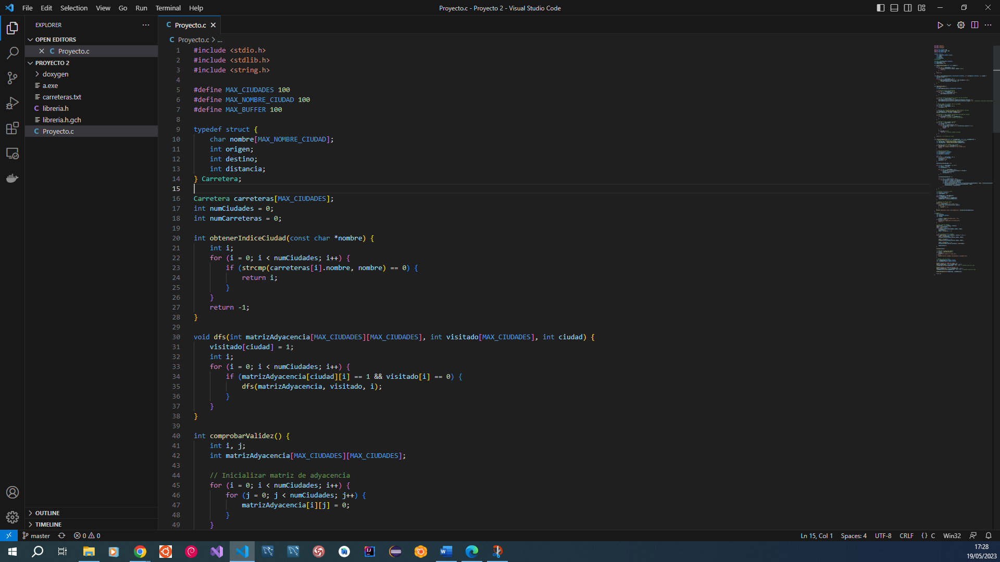 File Edit Selection View Go Run Terminal Help
Proyecto.c - Proyecto 2 - Visual Studio Code
EXPLORER
OPEN EDITORS
C Proyecto.c
PROYECTO 2
doxygen
a.exe
carreteras.txt
C libreria.h
libreria.h.gch
C Proyecto.c
OUTLINE
TIMELINE
C Proyecto.c
C Proyecto.c > ...
1 #include <stdio.h>
2 #include <stdlib.h>
3 #include <string.h>
4
5 #define MAX_CIUDADES 100
6 #define MAX_NOMBRE_CIUDAD 100
7 #define MAX_BUFFER 100
8
9 typedef struct {
10     char nombre[MAX_NOMBRE_CIUDAD];
11     int origen;
12     int destino;
13     int distancia;
14 } Carretera;
15
16 Carretera carreteras[MAX_CIUDADES];
17 int numCiudades = 0;
18 int numCarreteras = 0;
19
20 int obtenerIndiceCiudad(const char *nombre) {
21     int i;
22     for (i = 0; i < numCiudades; i++) {
23         if (strcmp(carreteras[i].nombre, nombre) == 0) {
24             return i;
25         }
26     }
27     return -1;
28 }
29
30 void dfs(int matrizAdyacencia[MAX_CIUDADES][MAX_CIUDADES], int visitado[MAX_CIUDADES], int ciudad) {
31     visitado[ciudad] = 1;
32     int i;
33     for (i = 0; i < numCiudades; i++) {
34         if (matrizAdyacencia[ciudad][i] == 1 && visitado[i] == 0) {
35             dfs(matrizAdyacencia, visitado, i);
36         }
37     }
38 }
39
40 int comprobarValidez() {
41     int i, j;
42     int matrizAdyacencia[MAX_CIUDADES][MAX_CIUDADES];
43
44     // Inicializar matriz de adyacencia
45     for (i = 0; i < numCiudades; i++) {
46         for (j = 0; j < numCiudades; j++) {
47             matrizAdyacencia[i][j] = 0;
48         }
49     }
master 0 0
Ln 15, Col 1 Spaces: 4 UTF-8 CRLF {} C Win32
17:28
19/05/2023